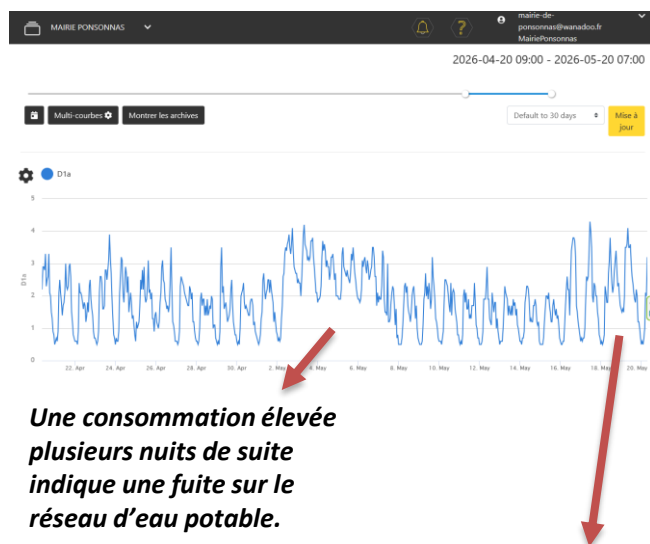 MAIRIE PONSONNAS
?
mairie-de-
ponsonnas@wanadoo.fr
MairiePonsonnas
2026-04-20 09:00 - 2026-05-20 07:00
Multi-courbes
Montrer les archives
Default to 30 days
Mise à
jour
D1a
5
4
3
2
1
0
D1a
22. Apr
24. Apr
26. Apr
28. Apr
30. Apr
2. May
4. May
6. May
8. May
10. May
12. May
14. May
16. May
18. May
20. May
Une consommation élevée
plusieurs nuits de suite
indique une fuite sur le
réseau d’eau potable.